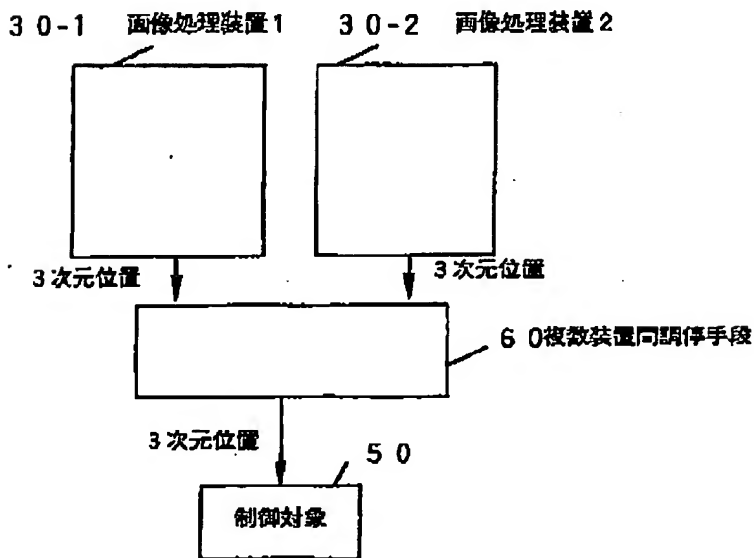 30-1 画像処理装置1 30-2 画像処理装置2
3次元位置 3次元位置
60複数装置間調停手段
3次元位置
50
制御対象